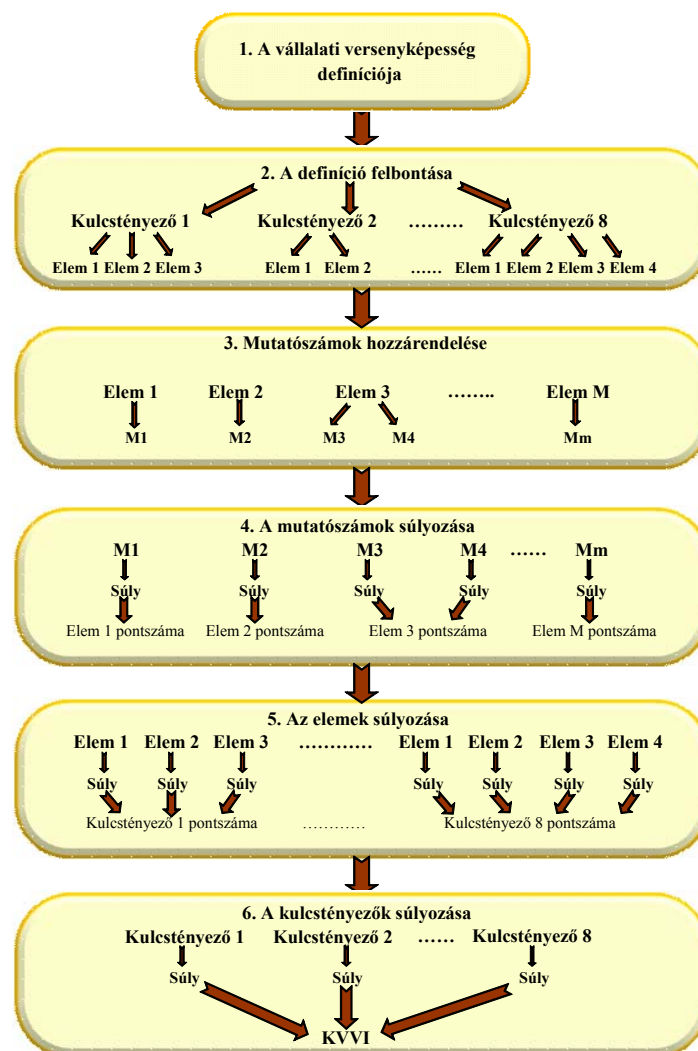 1. A vállalati versenyképesség
definíciója
2. A definíció felbontása
Kulcstényező 1 Kulcstényező 2 ……… Kulcstényező 8
Elem 1 Elem 2 Elem 3 Elem 1 Elem 2 …… Elem 1 Elem 2 Elem 3 Elem 4
3. Mutatószámok hozzárendelése
Elem 1 Elem 2 Elem 3 …….. Elem M
M1 M2 M3 M4 Mm
4. A mutatószámok súlyozása
M1 M2 M3 M4 …… Mm
Súly Súly Súly Súly Súly
Elem 1 pontszáma Elem 2 pontszáma Elem 3 pontszáma Elem M pontszáma
5. Az elemek súlyozása
Elem 1 Elem 2 Elem 3 ………… Elem 1 Elem 2 Elem 3 Elem 4
Súly Súly Súly Súly Súly Súly Súly
Kulcstényező 1 pontszáma ………… Kulcstényező 8 pontszáma
6. A kulcstényezők súlyozása
Kulcstényező 1 Kulcstényező 2 …… Kulcstényező 8
Súly Súly Súly
KVVI